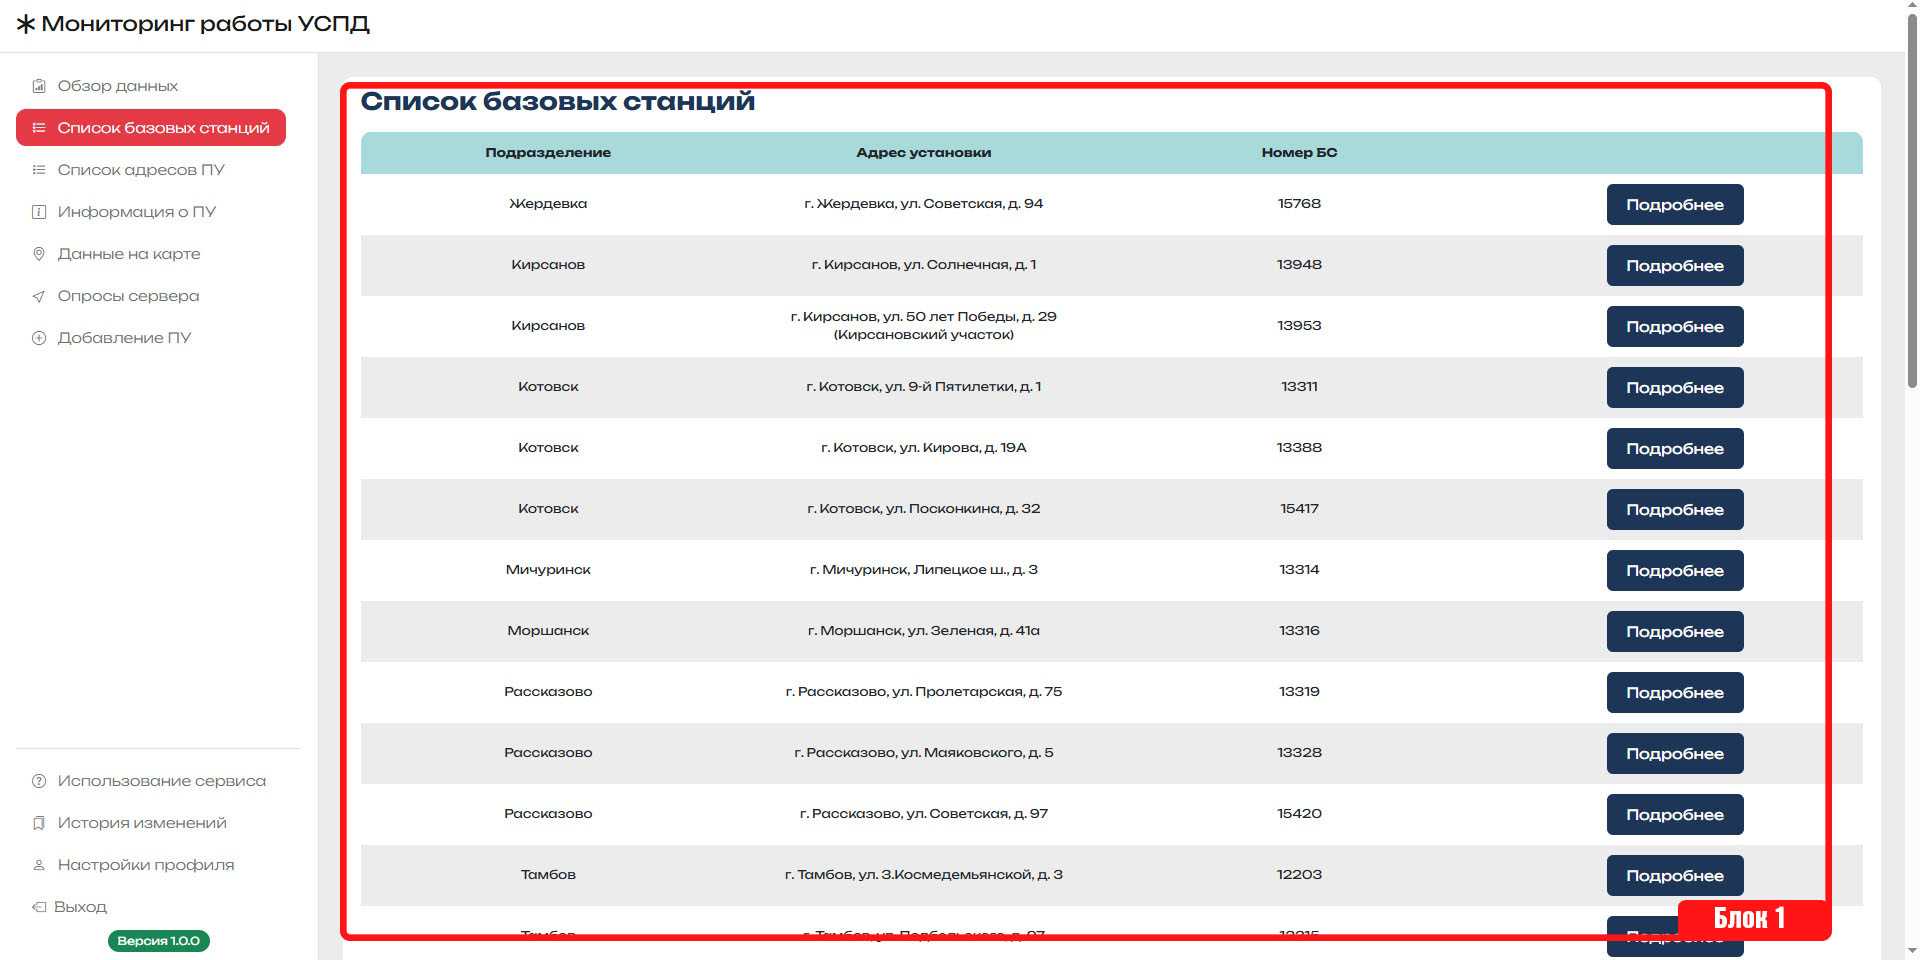 Мониторинг работы УСПД
Обзор данных
Список базовых станций
Список адресов ПУ
Информация о ПУ
Данные на карте
Опросы сервера
Добавление ПУ
Использование сервиса
История изменений
Настройки профиля
Выход
Версия 1.0.0
Список базовых станций
Подразделение Адрес установки Номер БС
Жердевка г. Жердевка, ул. Советская, д. 94 15768 Подробнее
Кирсанов г. Кирсанов, ул. Солнечная, д. 1 13948 Подробнее
Кирсанов г. Кирсанов, ул. 50 лет Победы, д. 29 13953 Подробнее
(Кирсановский участок)
Котовск г. Котовск, ул. 9-й Пятилетки, д. 1 13311 Подробнее
Котовск г. Котовск, ул. Кирова, д. 19А 13388 Подробнее
Котовск г. Котовск, ул. Посконкина, д. 32 15417 Подробнее
Мичуринск г. Мичуринск, Липецкое ш., д. 3 13314 Подробнее
Моршанск г. Моршанск, ул. Зеленая, д. 41а 13316 Подробнее
Рассказово г. Рассказово, ул. Пролетарская, д. 75 13319 Подробнее
Рассказово г. Рассказово, ул. Маяковского, д. 5 13328 Подробнее
Рассказово г. Рассказово, ул. Советская, д. 97 15420 Подробнее
Тамбов г. Тамбов, ул. З.Космедемьянской, д. 3 12203 Подробнее
Тамбов г. Тамбов, ул.
Блок 1